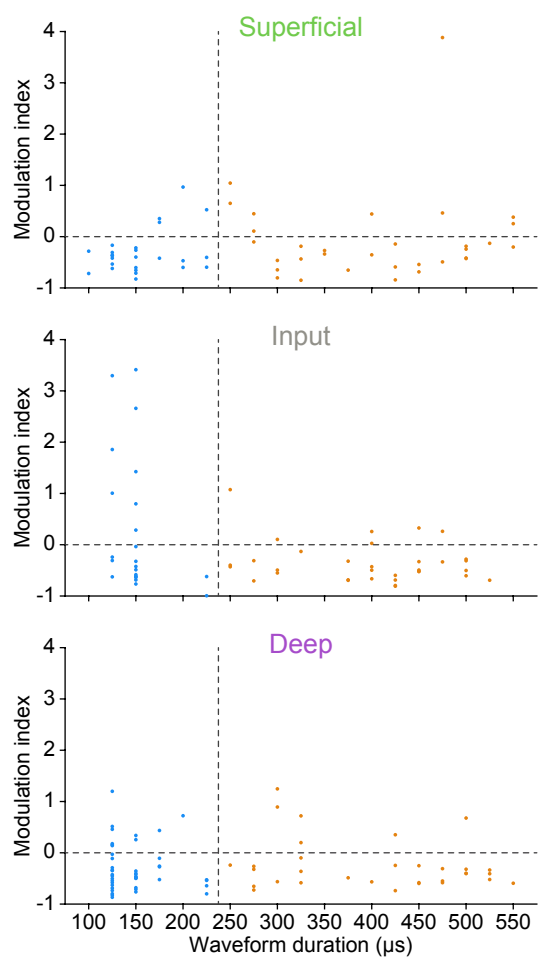 Superficial
Modulation index
4
3
2
1
0
-1
Input
Modulation index
4
3
2
1
0
-1
Deep
Modulation index
4
3
2
1
0
-1
100 150 200 250 300 350 400 450 500 550
Waveform duration (µs)